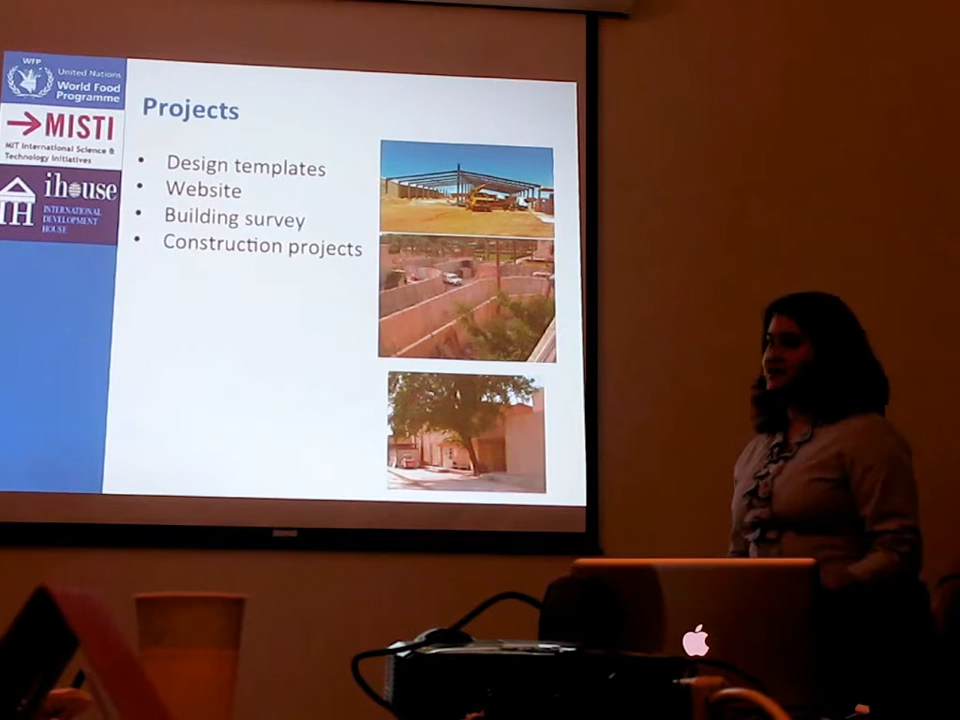 WFP
United Nations
World Food
Programme
MISTI
MIT International Science &
Technology Initiatives
IH
ihouse
INTERNATIONAL
DEVELOPMENT
HOUSE
Projects
• Design templates
• Website
• Building survey
• Construction projects